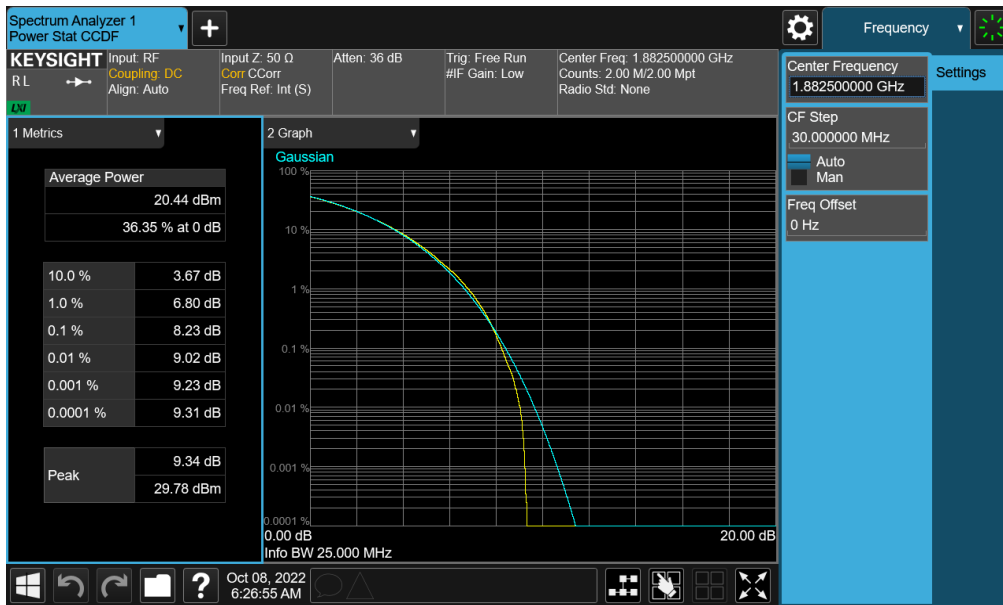 Spectrum Analyzer 1
Power Stat CCDF
Frequency
KEYSIGHT
RL
LXI
Input: RF
Coupling: DC
Align: Auto
Input Z: 50 Ω
Corr CCorr
Freq Ref: Int (S)
Atten: 36 dB
Trig: Free Run
#IF Gain: Low
Center Freq: 1.882500000 GHz
Counts: 2.00 M/2.00 Mpt
Radio Std: None
Center Frequency
1.882500000 GHz
Settings
CF Step
30.000000 MHz
Auto
Man
Freq Offset
0 Hz
1 Metrics
Average Power
20.44 dBm
36.35 % at 0 dB
10.0 % 3.67 dB
1.0 % 6.80 dB
0.1 % 8.23 dB
0.01 % 9.02 dB
0.001 % 9.23 dB
0.0001 % 9.31 dB
Peak
9.34 dB
29.78 dBm
2 Graph
Gaussian
100 %
10 %
1 %
0.1 %
0.01 %
0.001 %
0.0001 %
0.00 dB 20.00 dB
Info BW 25.000 MHz
?
Oct 08, 2022
6:26:55 AM